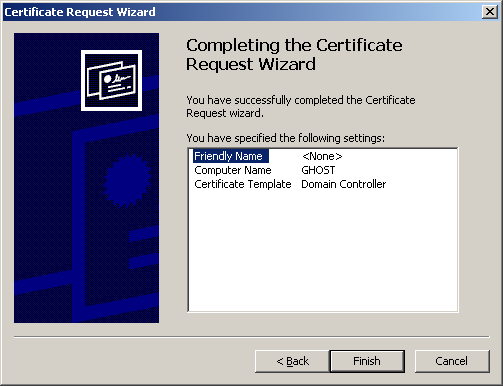 Certificate Request Wizard
Completing the Certificate
Request Wizard
You have successfully completed the Certificate
Request wizard.
You have specified the following settings:
Friendly Name <None>
Computer Name GHOST
Certificate Template Domain Controller
< Back Finish Cancel